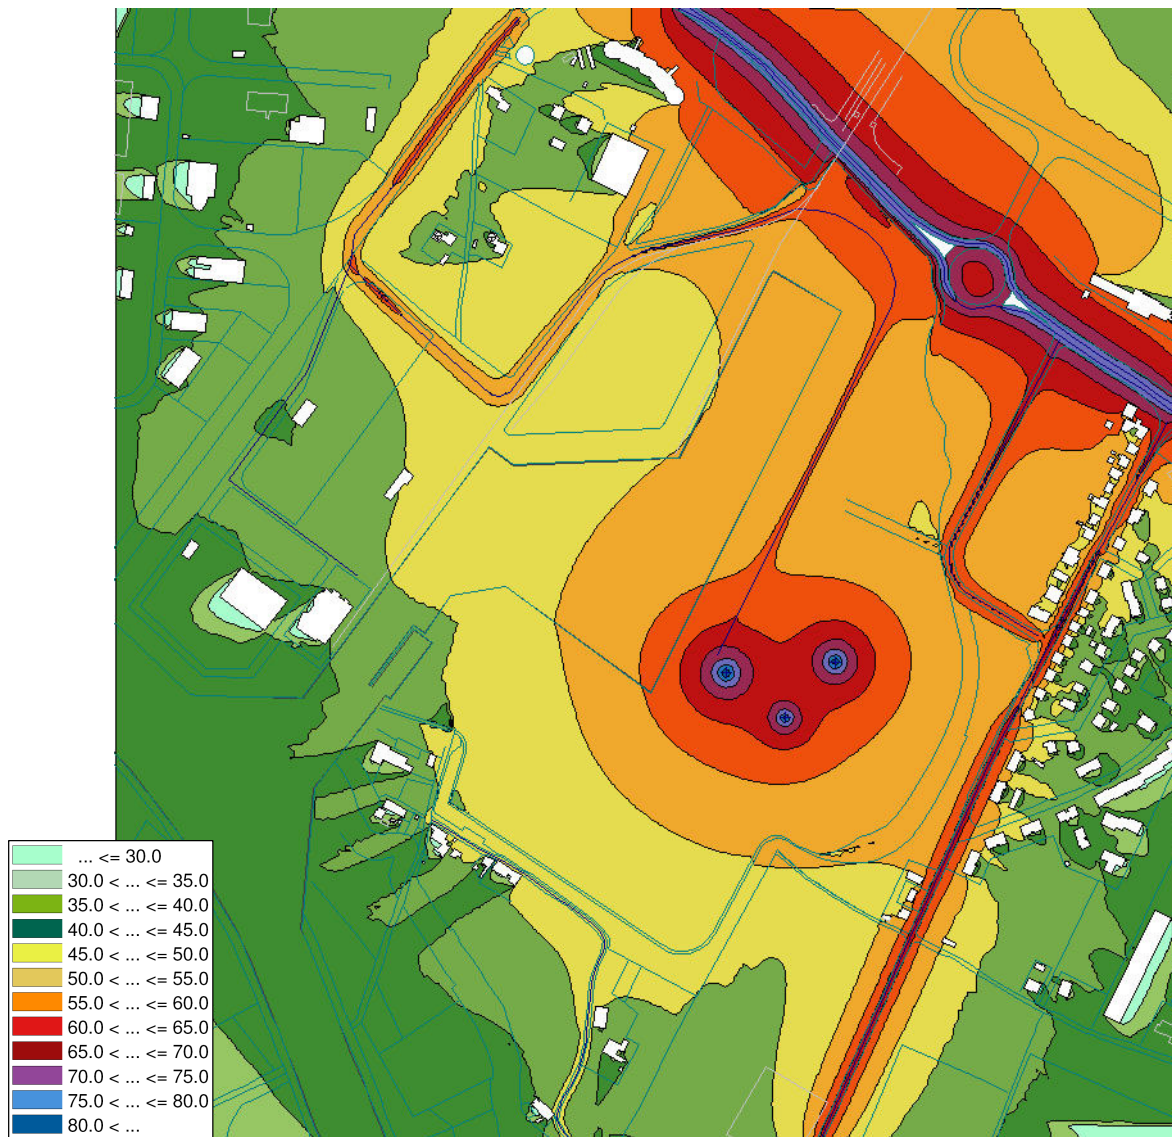 ... <= 30.0
30.0 < ... <= 35.0
35.0 < ... <= 40.0
40.0 < ... <= 45.0
45.0 < ... <= 50.0
50.0 < ... <= 55.0
55.0 < ... <= 60.0
60.0 < ... <= 65.0
65.0 < ... <= 70.0
70.0 < ... <= 75.0
75.0 < ... <= 80.0
80.0 < ...